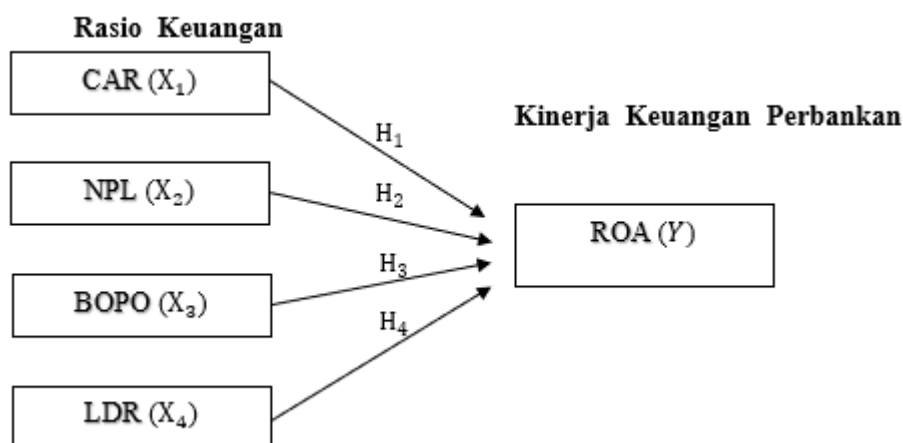 Rasio Keuangan
CAR (X₁)
H₁
Kinerja Keuangan Perbankan
NPL (X₂)
H₂
ROA (Y)
BOPO (X₃)
H₃
H₄
LDR (X₄)